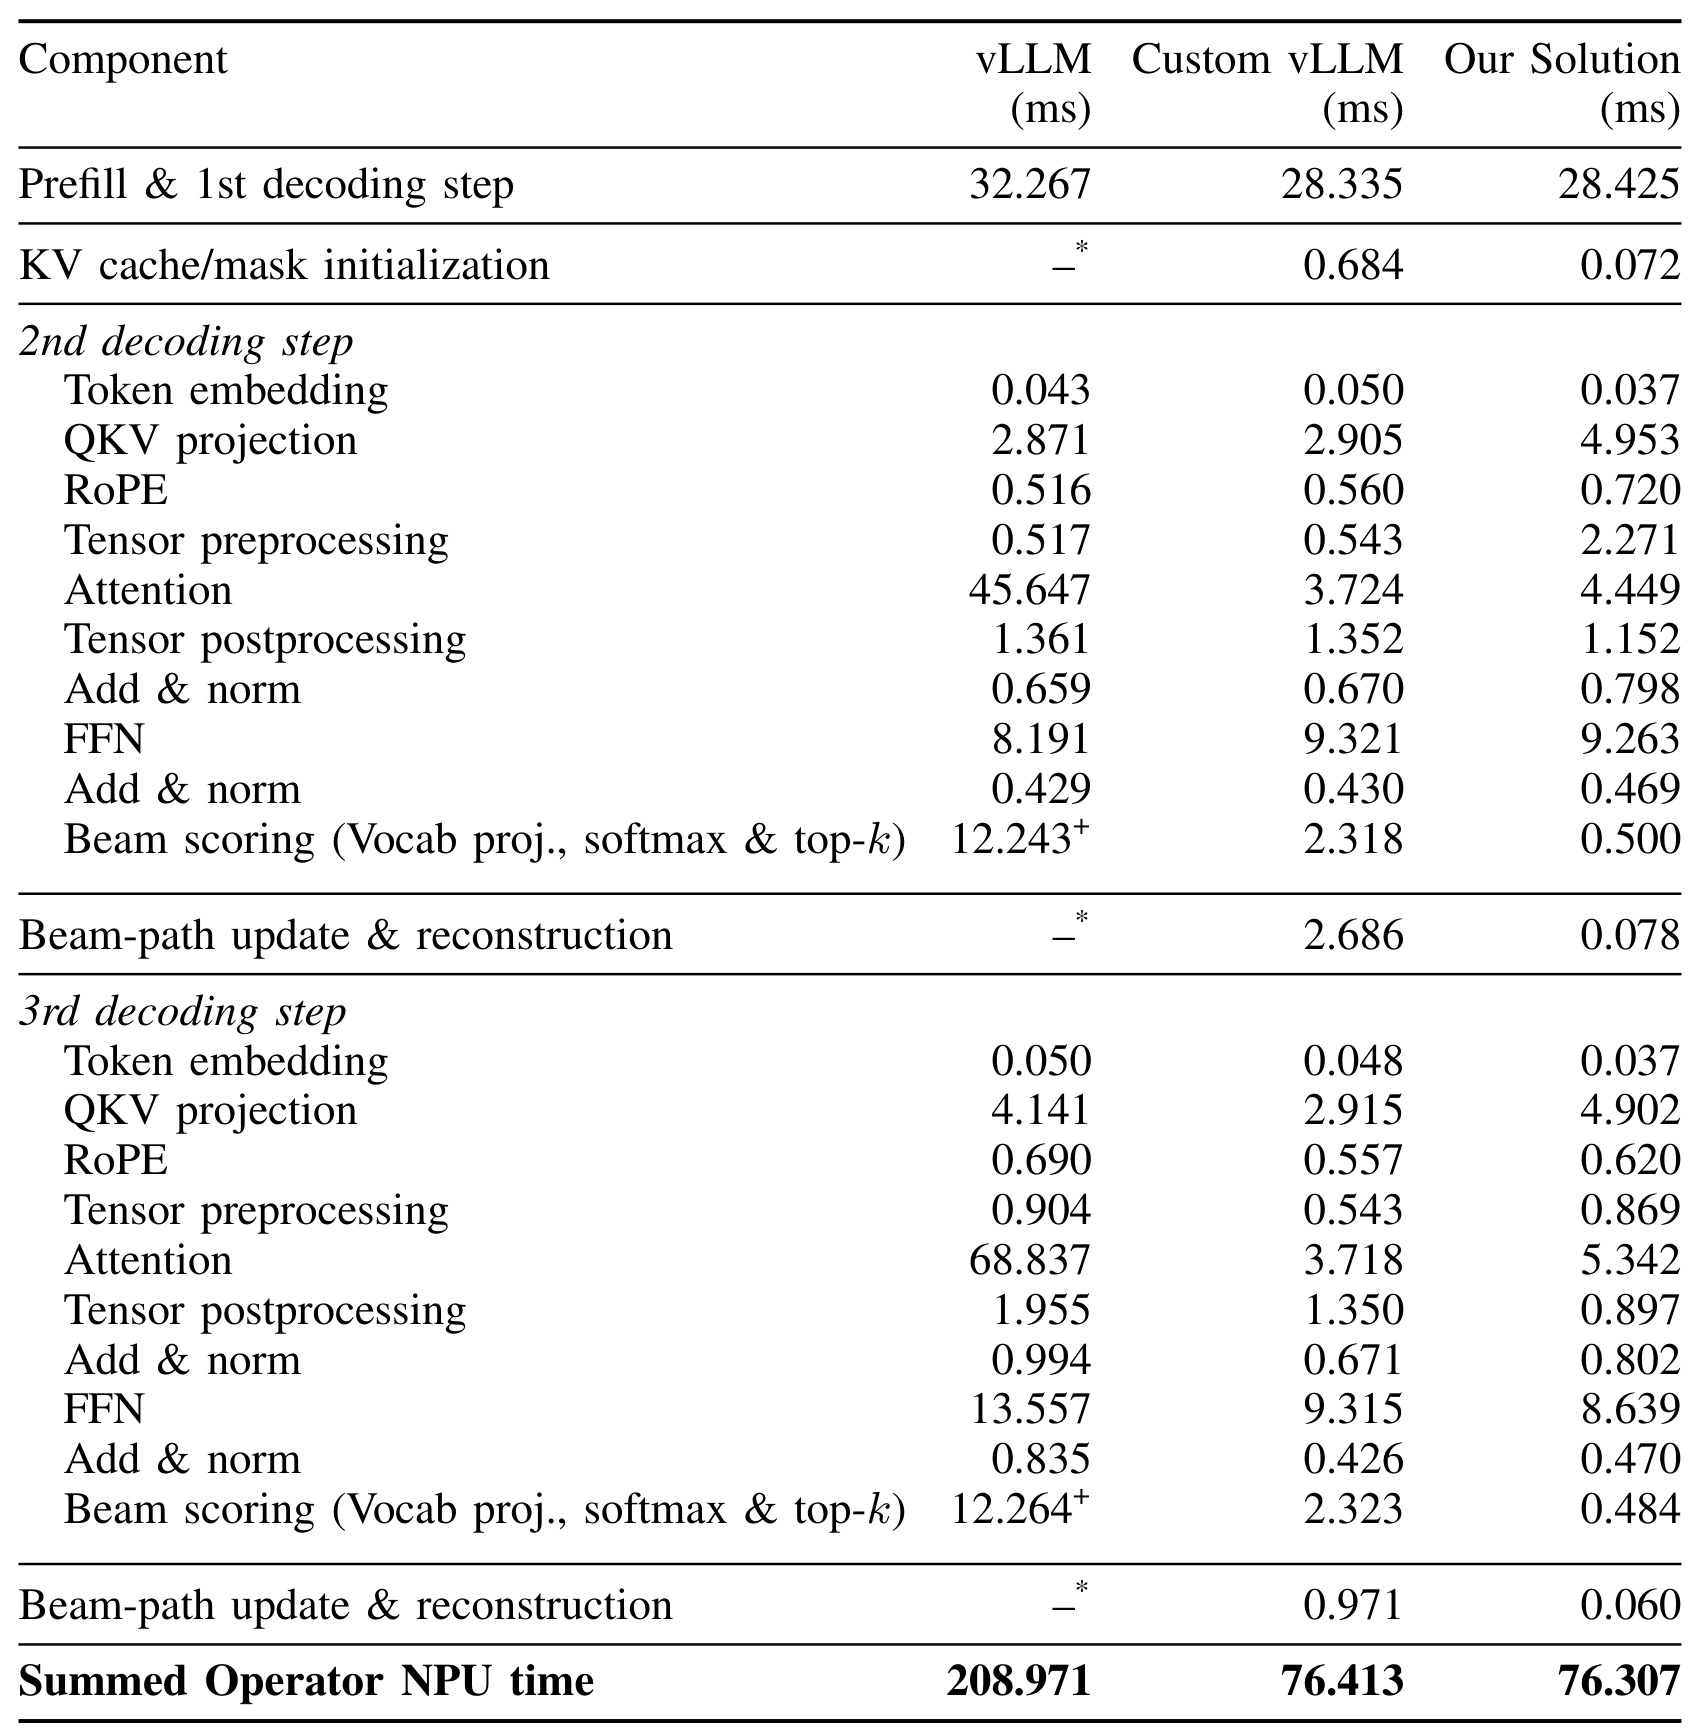 Component vLLM Custom vLLM Our Solution
(ms) (ms) (ms)
Prefill & 1st decoding step 32.267 28.335 28.425
KV cache/mask initialization –* 0.684 0.072
2nd decoding step
Token embedding 0.043 0.050 0.037
QKV projection 2.871 2.905 4.953
RoPE 0.516 0.560 0.720
Tensor preprocessing 0.517 0.543 2.271
Attention 45.647 3.724 4.449
Tensor postprocessing 1.361 1.352 1.152
Add & norm 0.659 0.670 0.798
FFN 8.191 9.321 9.263
Add & norm 0.429 0.430 0.469
Beam scoring (Vocab proj., softmax & top-k) 12.243+ 2.318 0.500
Beam-path update & reconstruction –* 2.686 0.078
3rd decoding step
Token embedding 0.050 0.048 0.037
QKV projection 4.141 2.915 4.902
RoPE 0.690 0.557 0.620
Tensor preprocessing 0.904 0.543 0.869
Attention 68.837 3.718 5.342
Tensor postprocessing 1.955 1.350 0.897
Add & norm 0.994 0.671 0.802
FFN 13.557 9.315 8.639
Add & norm 0.835 0.426 0.470
Beam scoring (Vocab proj., softmax & top-k) 12.264+ 2.323 0.484
Beam-path update & reconstruction –* 0.971 0.060
Summed Operator NPU time 208.971 76.413 76.307